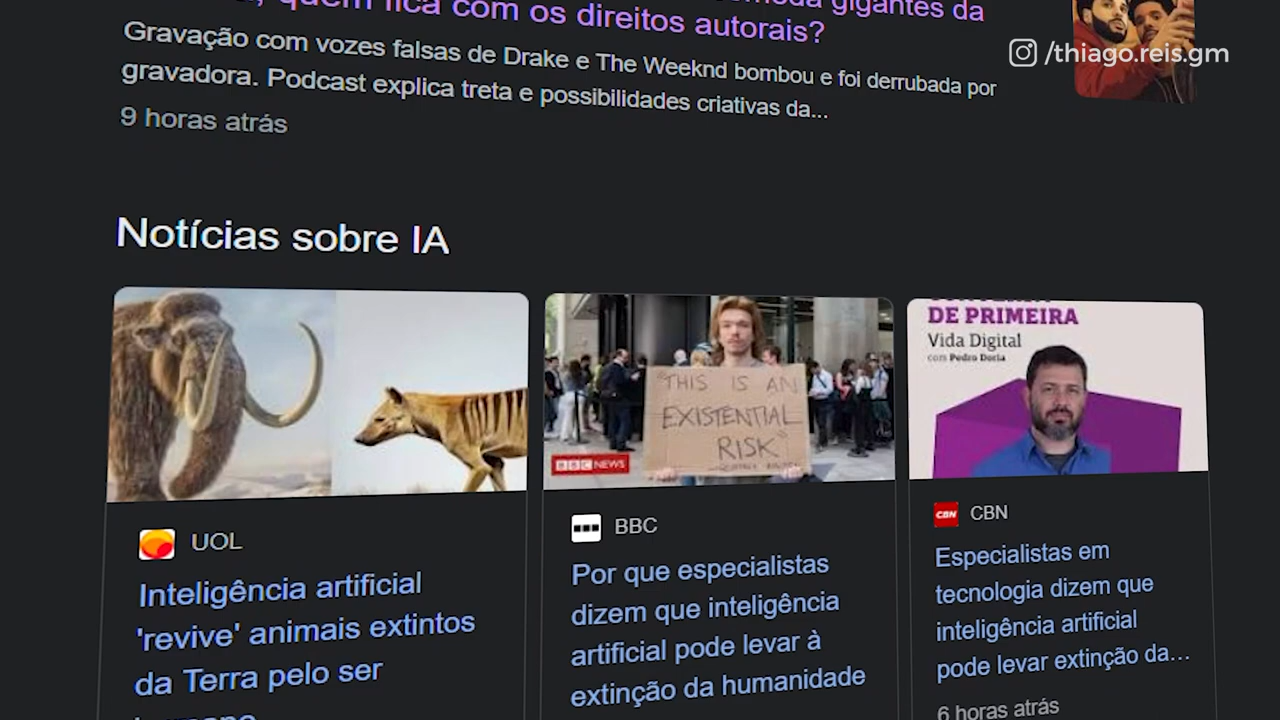 quem fica com os direitos autorais?
gigantes da
Gravação com vozes falsas de Drake e The Weeknd bombou e foi derrubada por
gravadora. Podcast explica treta e possibilidades criativas da...
9 horas atrás
/thiago.reis.gm
Notícias sobre IA
"THIS IS AN
EXISTENTIAL
RISK"
BBC NEWS
DE PRIMEIRA
Vida Digital
com Pedro Doria
UOL
Inteligência artificial
'revive' animais extintos
da Terra pelo ser
BBC
Por que especialistas
dizem que inteligência
artificial pode levar à
extinção da humanidade
CBN
CBN
Especialistas em
tecnologia dizem que
inteligência artificial
pode levar extinção da...
6 horas atrás